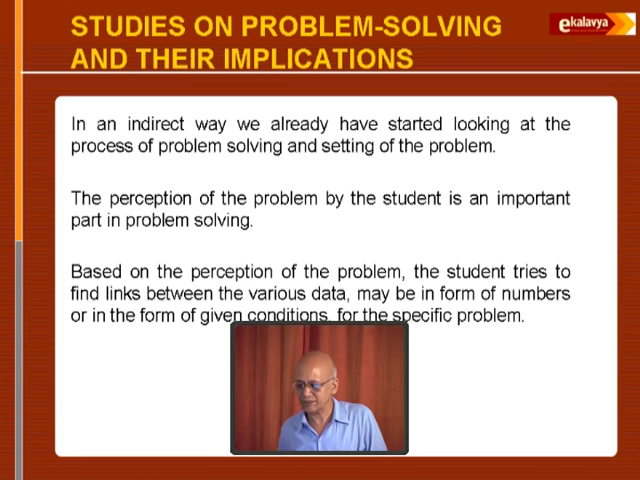 STUDIES ON PROBLEM-SOLVING
AND THEIR IMPLICATIONS
ekalavya
In an indirect way we already have started looking at the
process of problem solving and setting of the problem.
The perception of the problem by the student is an important
part in problem solving.
Based on the perception of the problem, the student tries to
find links between the various data, may be in form of numbers
or in the form of given conditions, for the specific problem.